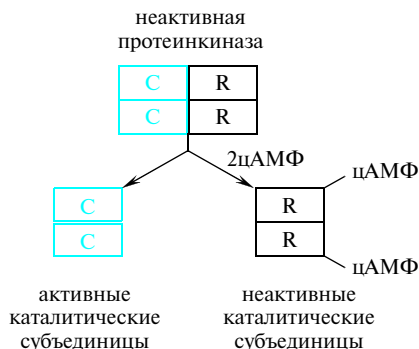 неактивная
протеинкиназа
C R
C R
2цАМФ
цАМФ
C
C
R
R
цАМФ
активные
каталитические
субъединицы
неактивные
каталитические
субъединицы